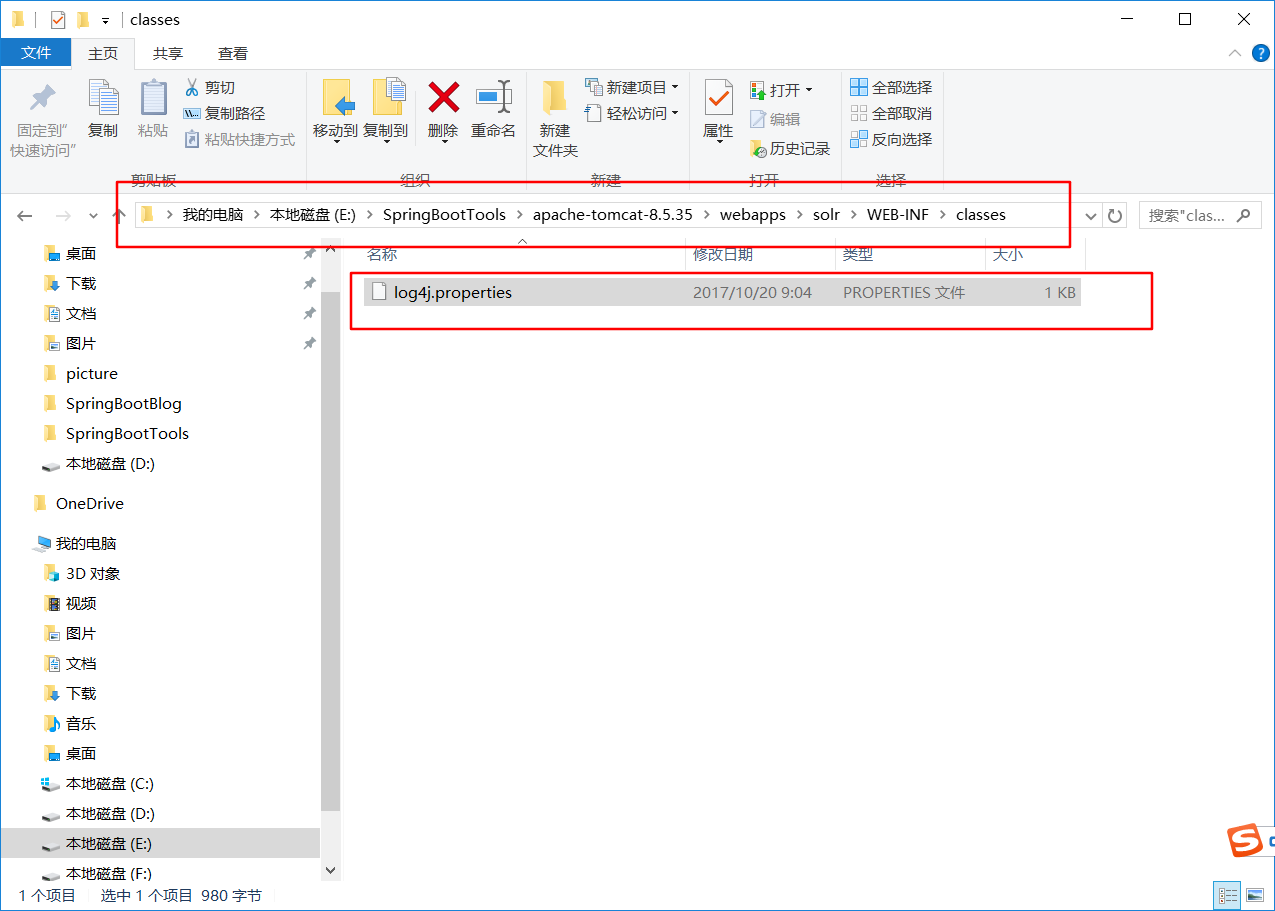 classes
文件 主页 共享 查看
固定到"快速访问"
复制
粘贴
剪切
复制路径
粘贴快捷方式
剪贴板
移动到
复制到
删除
重命名
组织
新建文件夹
新建项目
轻松访问
新建
属性
打开
编辑
历史记录
打开
全部选择
全部取消
反向选择
选择
我的电脑 > 本地磁盘 (E:) > SpringBootTools > apache-tomcat-8.5.35 > webapps > solr > WEB-INF > classes
搜索"clas...
名称 修改日期 类型 大小
log4j.properties 2017/10/20 9:04 PROPERTIES 文件 1 KB
桌面
下载
文档
图片
picture
SpringBootBlog
SpringBootTools
本地磁盘 (D:)
OneDrive
我的电脑
3D 对象
视频
图片
文档
下载
音乐
桌面
本地磁盘 (C:)
本地磁盘 (D:)
本地磁盘 (E:)
本地磁盘 (F:)
1 个项目 选中 1 个项目 980 字节